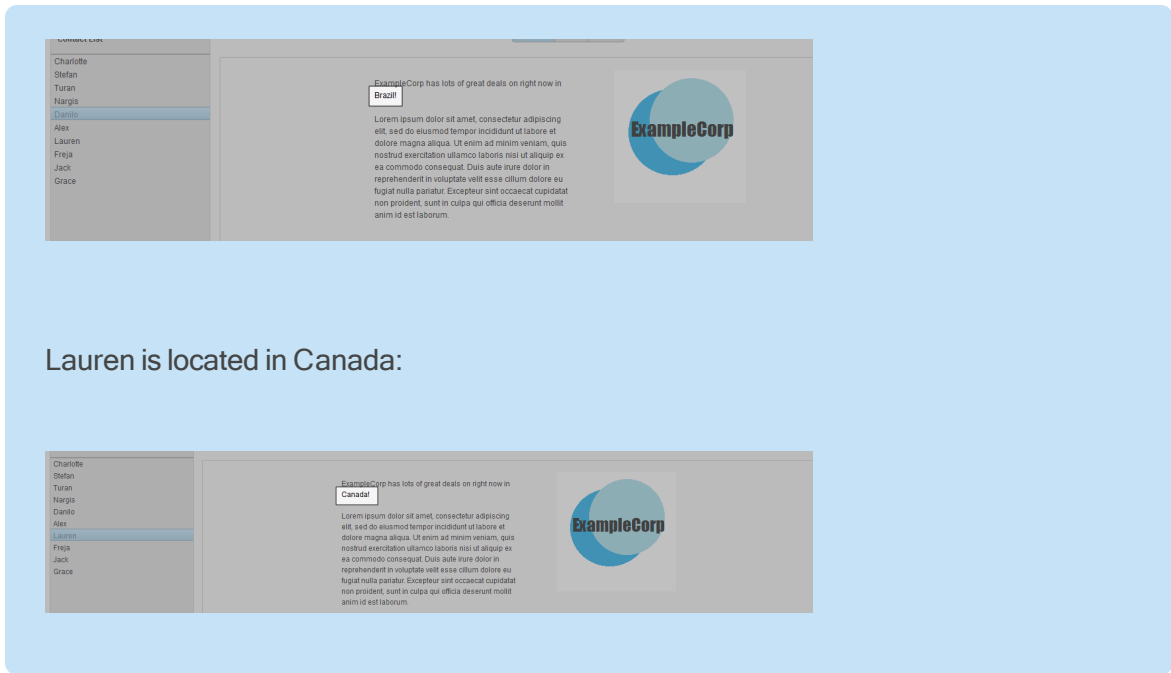 Contact List
Charlotte
Stefan
Turan
Nargis
Danilo
Alex
Lauren
Freja
Jack
Grace
ExampleCorp has lots of great deals on right now in
Brazil!
Lorem ipsum dolor sit amet, consectetur adipiscing
elit, sed do eiusmod tempor incididunt ut labore et
dolore magna aliqua. Ut enim ad minim veniam, quis
nostrud exercitation ullamco laboris nisi ut aliquip ex
ea commodo consequat. Duis aute irure dolor in
reprehenderit in voluptate velit esse cillum dolore eu
fugiat nulla pariatur. Excepteur sint occaecat cupidatat
non proident, sunt in culpa qui officia deserunt mollit
anim id est laborum.
ExampleCorp
Lauren is located in Canada:
Charlotte
Stefan
Turan
Nargis
Danilo
Alex
Lauren
Freja
Jack
Grace
ExampleCorp has lots of great deals on right now in
Canada!
Lorem ipsum dolor sit amet, consectetur adipiscing
elit, sed do eiusmod tempor incididunt ut labore et
dolore magna aliqua. Ut enim ad minim veniam, quis
nostrud exercitation ullamco laboris nisi ut aliquip ex
ea commodo consequat. Duis aute irure dolor in
reprehenderit in voluptate velit esse cillum dolore eu
fugiat nulla pariatur. Excepteur sint occaecat cupidatat
non proident, sunt in culpa qui officia deserunt mollit
anim id est laborum.
ExampleCorp